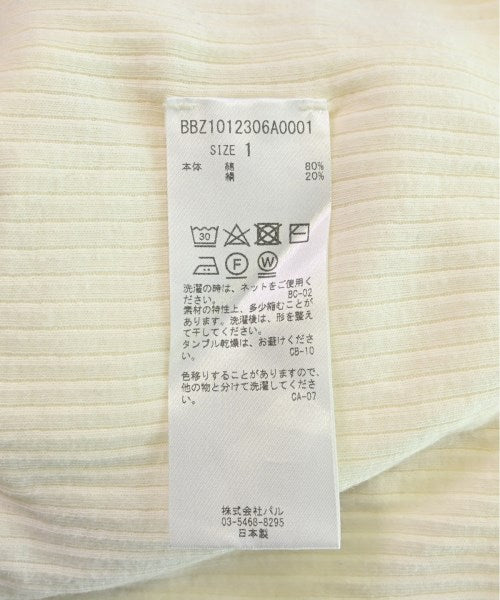 BBZ1012306A0001
SIZE 1
本体 綿 80%
絹 20%
30
F W
洗濯の時は、ネットをご使用く
ださい。 BC-02
素材の特性上、多少縮むことが
あります。洗濯後は、形を整え
て干してください。
タンブル乾燥は、お避けくださ
い。 CB-10
色移りすることがありますので、
他の物と分けて洗濯してくださ
い。 CA-07
株式会社パル
03-5468-8295
日本製